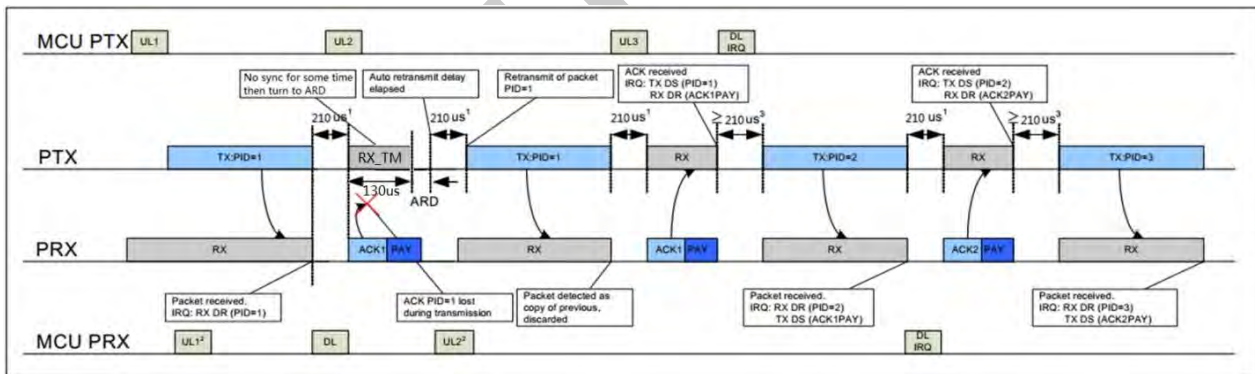 MCU PTX
UL1
UL2
UL3
DL
IRQ
No sync for some time
then turn to ARD
Auto retransmit delay
elapsed
Retransmit of packet
PID=1
ACK received
IRQ: TX DS (PID=1)
RX DR (ACK1PAY)
ACK received
IRQ: TX DS (PID=2)
RX DR (ACK2PAY)
210 us¹
210 us¹
210 us¹
≥ 210 us³
210 us¹
≥ 210 us³
PTX
TX:PID=1
RX_TM
TX:PID=1
RX
TX:PID=2
RX
TX:PID=3
130us
ARD
PRX
RX
ACK1 PAY
RX
ACK1 PAY
RX
ACK2 PAY
RX
Packet received.
IRQ: RX DR (PID=1)
ACK PID=1 lost
during transmission
Packet detected as
copy of previous,
discarded
Packet received.
IRQ: RX DR (PID=2)
TX DS (ACK1PAY)
Packet received.
IRQ: RX DR (PID=3)
TX DS (ACK2PAY)
MCU PRX
UL1²
DL
UL2²
DL
IRQ